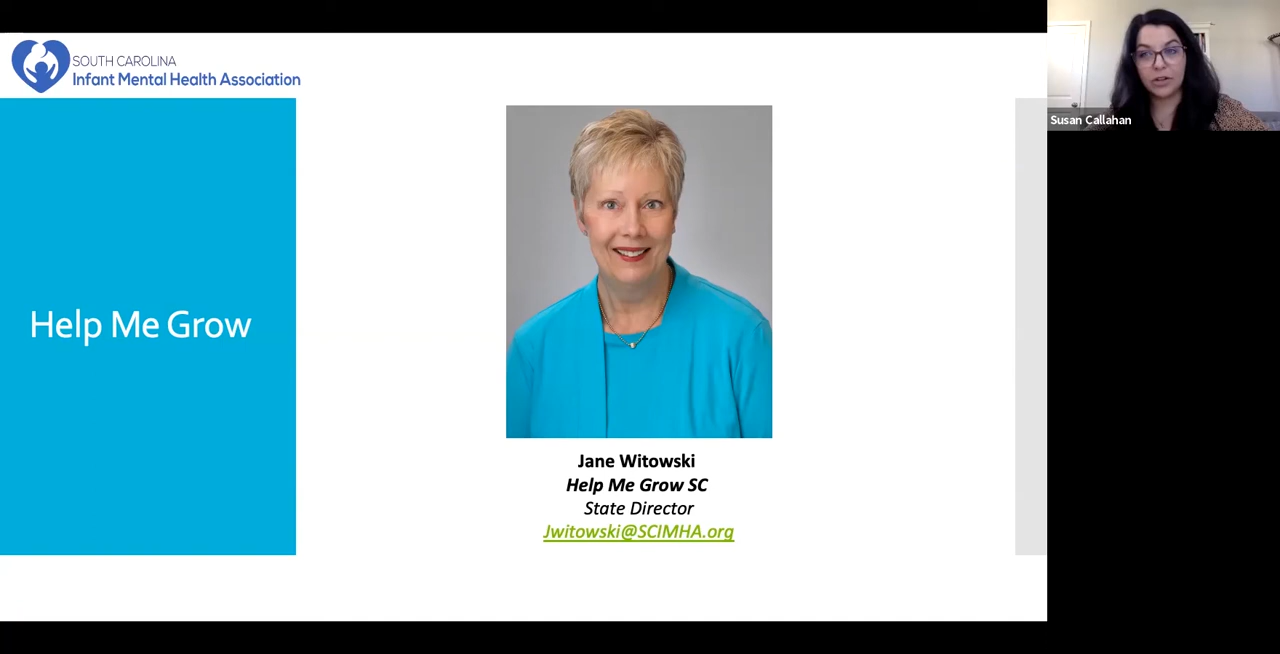 SOUTH CAROLINA
Infant Mental Health Association
Susan Callahan
Help Me Grow
Jane Witowski
Help Me Grow SC
State Director
Jwitowski@SCIMHA.org